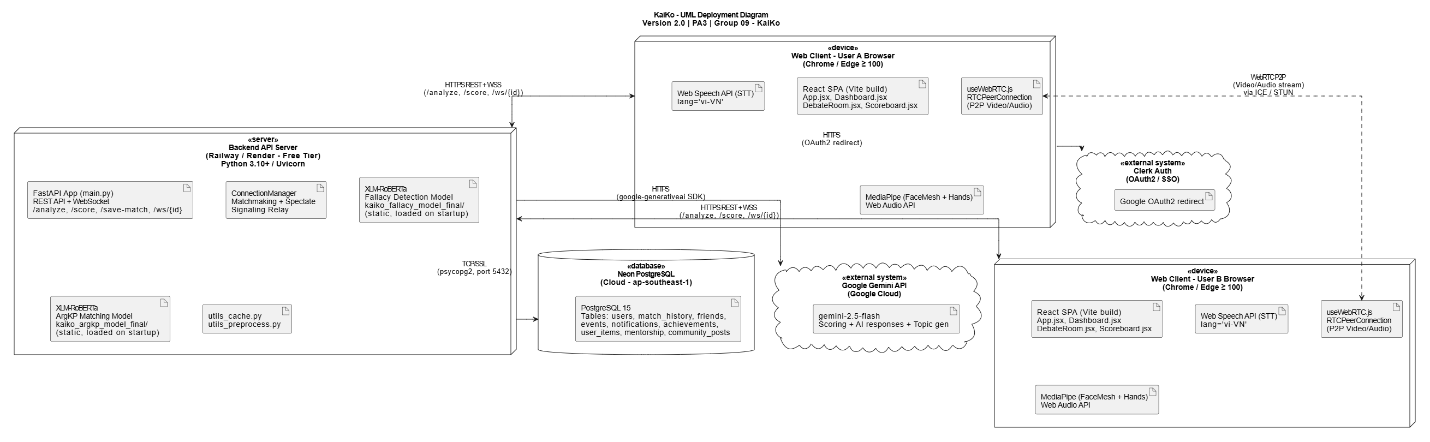 KaiKo - UML Deployment Diagram
Version 2.0 | PA3 | Group 09 - KaiKo
«device»
Web Client - User A Browser
(Chrome / Edge ≥ 100)
Web Speech API (STT)
lang='vi-VN'
React SPA (Vite build)
App.jsx, Dashboard.jsx
DebateRoom.jsx, Scoreboard.jsx
useWebRTC.js
RTCPeerConnection
(P2P Video/Audio)
MediaPipe (FaceMesh + Hands)
Web Audio API
HTTPS REST + WSS
(/analyze, /score, /ws/{id})
WebRTC P2P
(Video/Audio stream)
via ICE / STUN
HTTPS
(OAuth2 redirect)
«server»
Backend API Server
(Railway / Render - Free Tier)
Python 3.10+ / Uvicorn
FastAPI App (main.py)
REST API + WebSocket
/analyze, /score, /save-match, /ws/{id}
ConnectionManager
Matchmaking + Spectate
Signaling Relay
XLM-RoBERTa
Fallacy Detection Model
kaiko_fallacy_model_final/
(static, loaded on startup)
XLM-RoBERTa
ArgKP Matching Model
kaiko_argkp_model_final/
(static, loaded on startup)
utils_cache.py
utils_preprocess.py
«external system»
Clerk Auth
(OAuth2 / SSO)
Google OAuth2 redirect
HTTPS
(google-generativeai SDK)
HTTPS REST + WSS
(/analyze, /score, /ws/{id})
TCP/SSL
(psycopg2, port 5432)
«database»
Neon PostgreSQL
(Cloud - ap-southeast-1)
PostgreSQL 15
Tables: users, match_history, friends,
events, notifications, achievements,
user_items, mentorship, community_posts
«external system»
Google Gemini API
(Google Cloud)
gemini-2.5-flash
Scoring + AI responses + Topic gen
«device»
Web Client - User B Browser
(Chrome / Edge ≥ 100)
React SPA (Vite build)
App.jsx, Dashboard.jsx
DebateRoom.jsx, Scoreboard.jsx
Web Speech API (STT)
lang='vi-VN'
useWebRTC.js
RTCPeerConnection
(P2P Video/Audio)
MediaPipe (FaceMesh + Hands)
Web Audio API